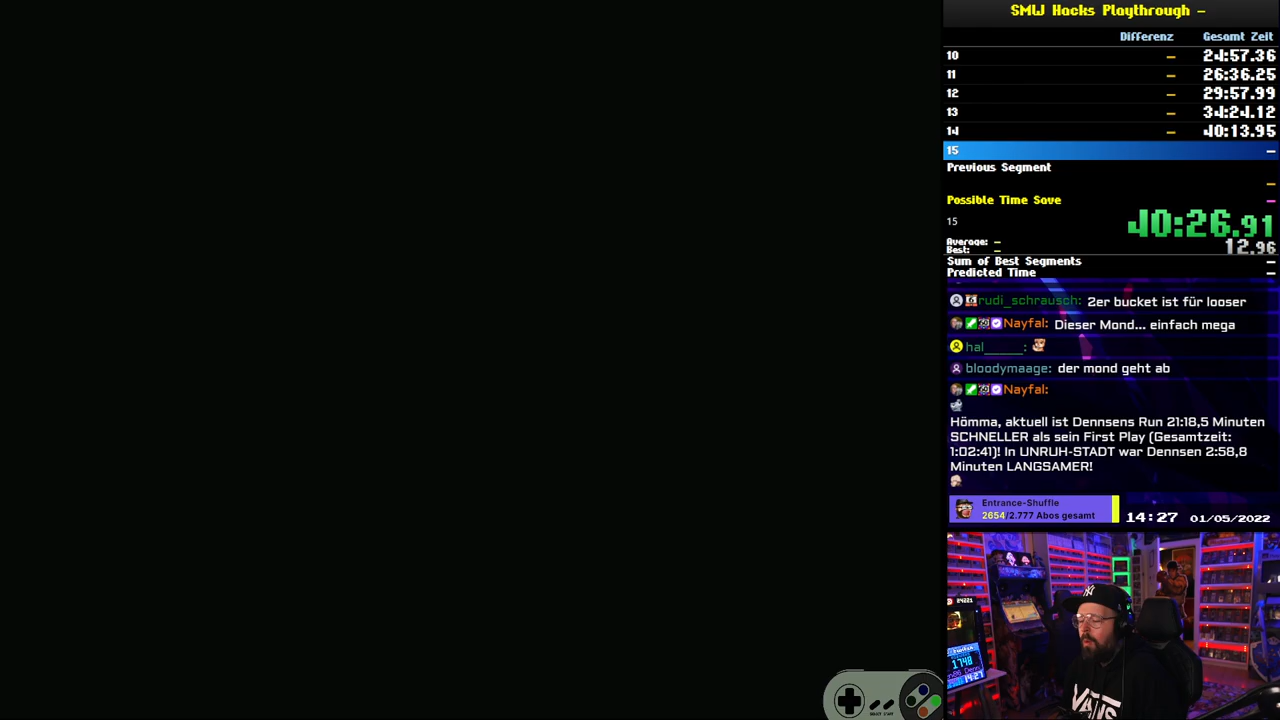 SMW Hacks Playthrough -
Differenz Gesamt Zeit
10 - 24:57.36
11 - 26:36.25
12 - 29:57.99
13 - 34:24.12
14 - 40:13.95
15 -
Previous Segment
-
Possible Time Save -
15 40:26.91
Average: - 12.96
Best: -
Sum of Best Segments -
Predicted Time -
rudi_schrausch: 2er bucket ist für looser
Nayfal: Dieser Mond... einfach mega
hal_____:
bloodymaage: der mond geht ab
Nayfal:
Hömma, aktuell ist Dennsens Run 21:18,5 Minuten
SCHNELLER als sein First Play (Gesamtzeit:
1:02:41)! In UNRUH-STADT war Dennsen 2:58,8
Minuten LANGSAMER!
Entrance-Shuffle
2654/2.777 Abos gesamt
14:27 01/05/2022
1748
14:27
VANS